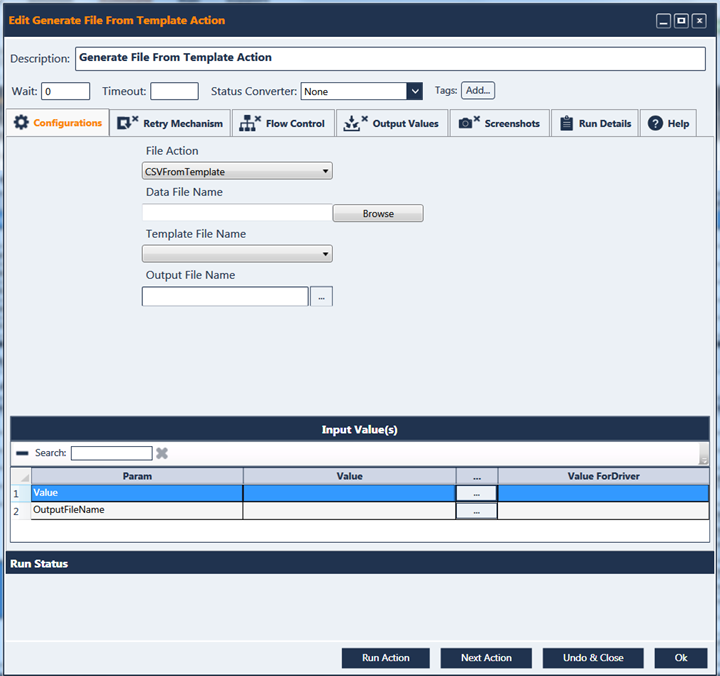 Edit Generate File From Template Action
Description: Generate File From Template Action
Wait: 0 Timeout: Status Converter: None Tags: Add...
Configurations Retry Mechanism Flow Control Output Values Screenshots Run Details Help
File Action
CSVFromTemplate
Data File Name
Browse
Template File Name
Output File Name
...
Input Value(s)
Search:
Param Value ... Value ForDriver
1 Value ...
2 OutputFileName ...
Run Status
Run Action Next Action Undo & Close Ok